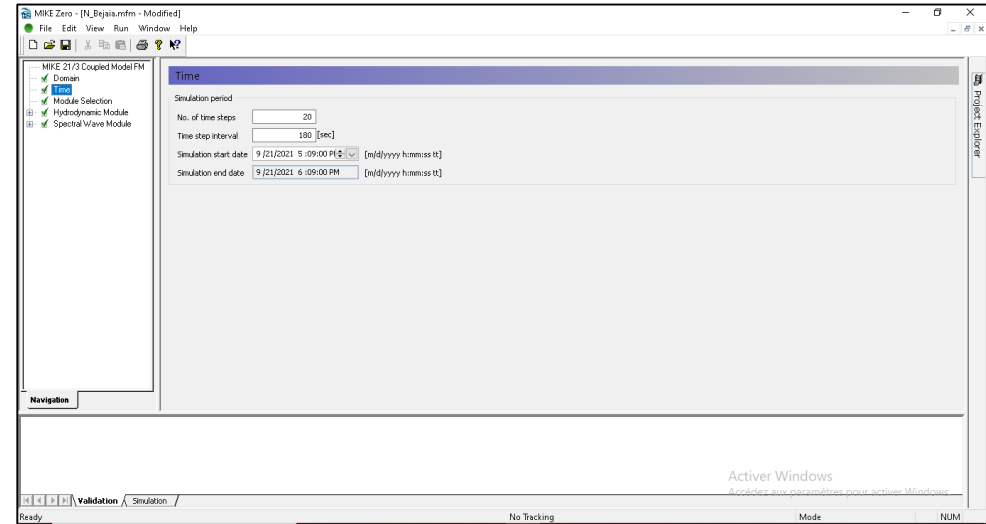 MIKE Zero - [N_Bejaia.mfm - Modified]
File Edit View Run Window Help
MIKE 21/3 Coupled Model FM
Domain
Time
Module Selection
Hydrodynamic Module
Spectral Wave Module
Navigation
Time
Simulation period
No. of time steps 20
Time step interval 180 [sec]
Simulation start date 9 /21/2021 5 :09:00 PM [m/d/yyyy h:mm:ss tt]
Simulation end date 9 /21/2021 6 :09:00 PM [m/d/yyyy h:mm:ss tt]
Project Explorer
Activer Windows
Accédez aux paramètres pour activer Windows.
Validation Simulation
Ready No Tracking Mode NUM